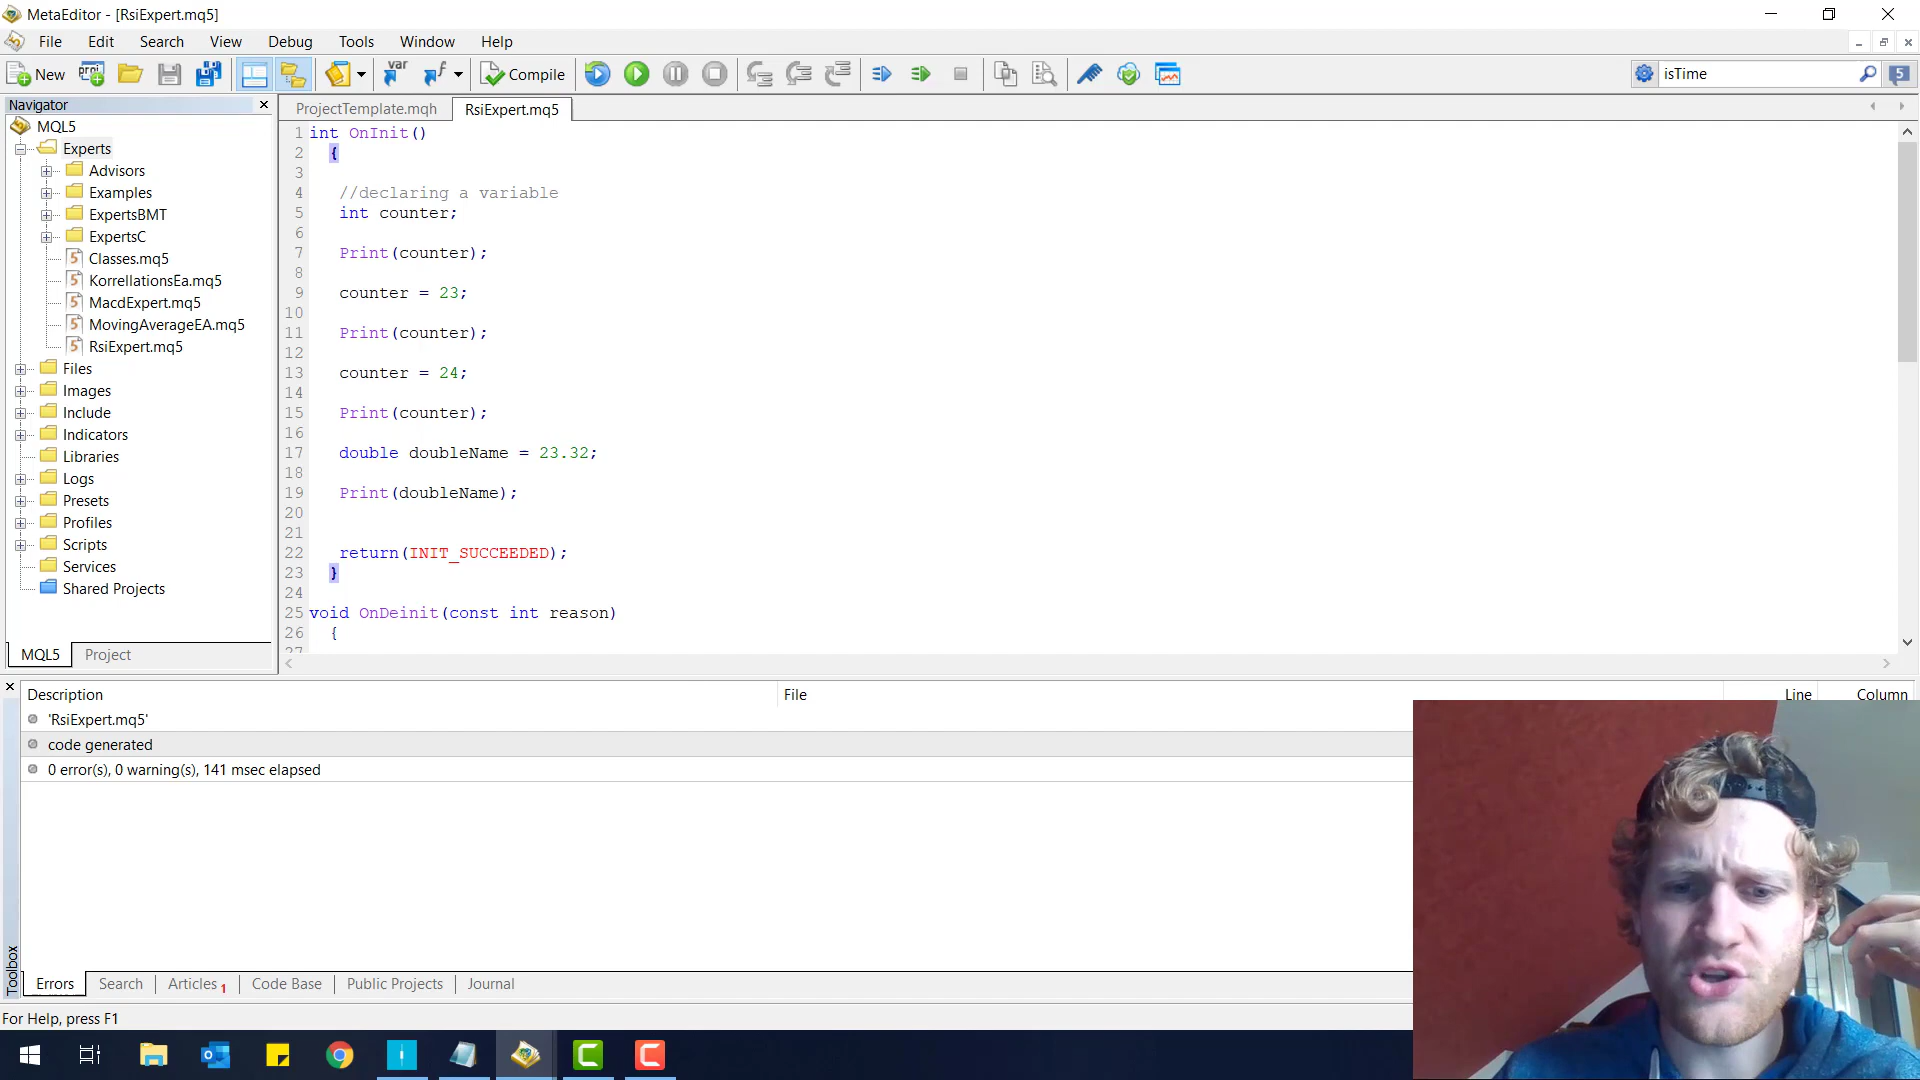 MetaEditor - [RsiExpert.mq5]
File Edit Search View Debug Tools Window Help
New proj var f Compile isTime 5
Navigator
MQL5
Experts
Advisors
Examples
ExpertsBMT
ExpertsC
Classes.mq5
KorrellationsEa.mq5
MacdExpert.mq5
MovingAverageEA.mq5
RsiExpert.mq5
Files
Images
Include
Indicators
Libraries
Logs
Presets
Profiles
Scripts
Services
Shared Projects
MQL5 Project
ProjectTemplate.mqh RsiExpert.mq5
1 int OnInit()
2 {
3
4 //declaring a variable
5 int counter;
6
7 Print(counter);
8
9 counter = 23;
10
11 Print(counter);
12
13 counter = 24;
14
15 Print(counter);
16
17 double doubleName = 23.32;
18
19 Print(doubleName);
20
21
22 return(INIT_SUCCEEDED);
23 }
24
25 void OnDeinit(const int reason)
26 {
27
Description File Line Column
'RsiExpert.mq5'
code generated
0 error(s), 0 warning(s), 141 msec elapsed
Toolbox
Errors Search Articles 1 Code Base Public Projects Journal
For Help, press F1